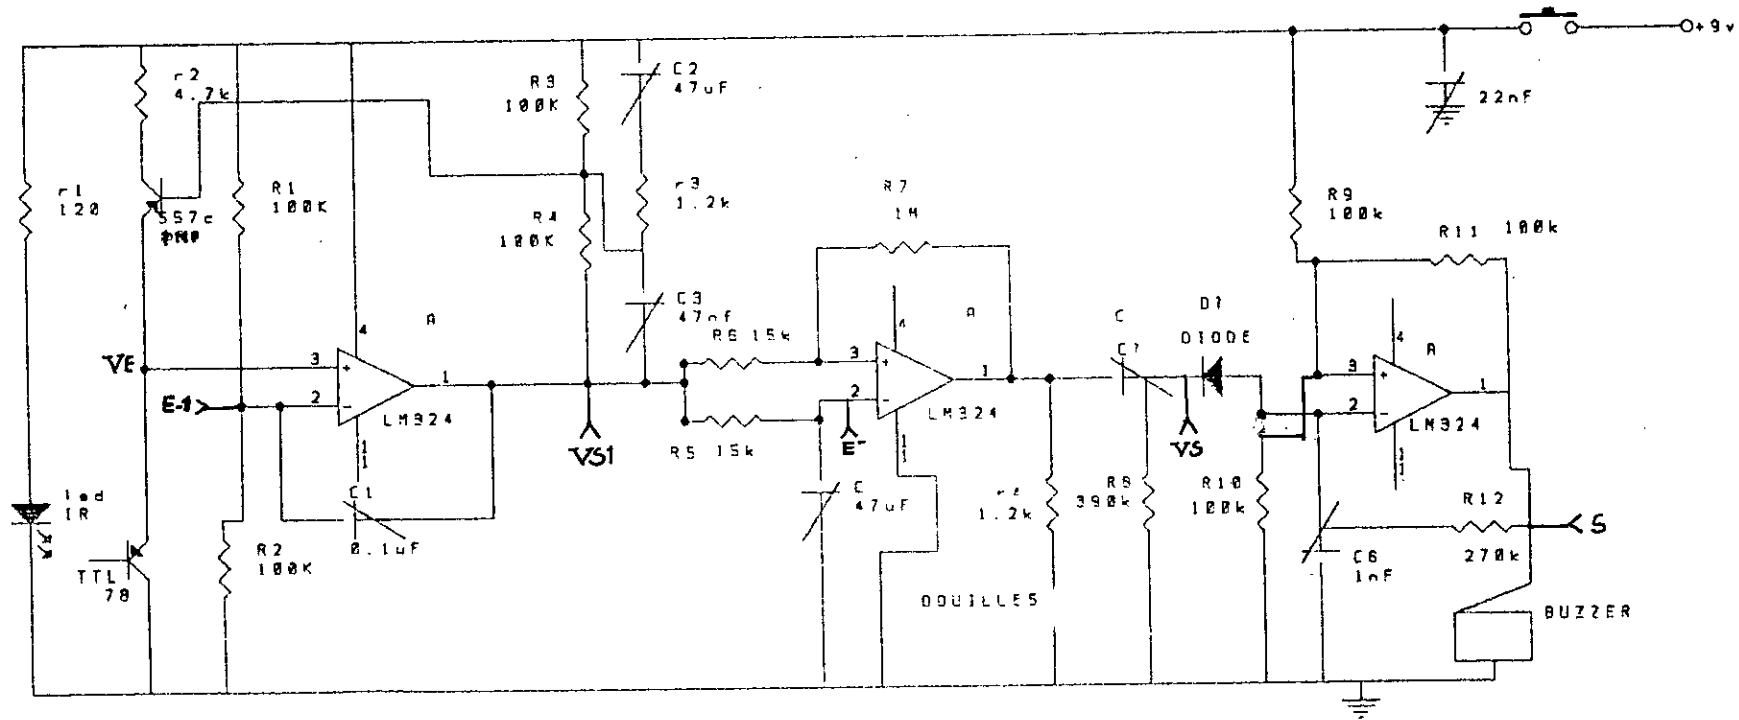 +9v
r2
4.7k
R3
100K
C2
47uF
22nF
r1
120
557c
PNP
R1
100K
R4
100K
r3
1.2k
R7
1M
R9
100k
R11 100k
C3
47nf
4
A
R6 15k
4
A
C
C7
D1
DIODE
4
A
VE
3
+
1
3
+
1
3
+
1
E-1
2
-
LM324
11
VS1
R5 15k
2
-
E-
LM324
11
VS
2
-
LM324
11
C1
0.1uF
led
IR
TTL
78
R2
100K
C
47uF
1.2k
R8
390k
R10
100k
R12
270k
S
C6
1nF
DOUILLES
BUZZER